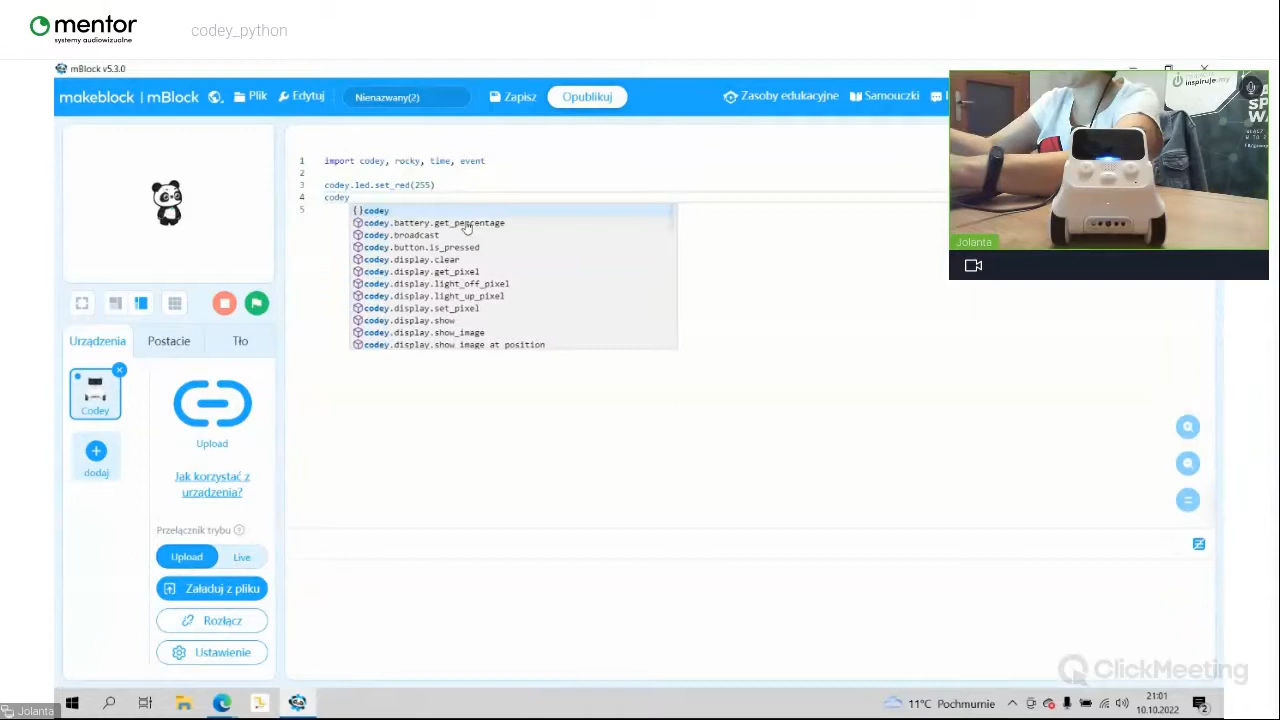 mentor
systemy audiowizualne
codey_python
mBlock v5.3.0
makeblock | mBlock
Plik
Edytuj
Nienazwany(2)
Zapisz
Opublikuj
Zasoby edukacyjne
Samouczki
inspiruje.my
Jolanta
1 import codey, rocky, time, event
2
3 codey.led.set_red(255)
4 codey
5
{}codey
codey.battery.get_percentage
codey.broadcast
codey.button.is_pressed
codey.display.clear
codey.display.get_pixel
codey.display.light_off_pixel
codey.display.light_up_pixel
codey.display.set_pixel
codey.display.show
codey.display.show_image
codey.display.show_image_at_position
Urządzenia
Postacie
Tło
Codey
dodaj
Upload
Jak korzystać z
urządzenia?
Przełącznik trybu
Upload
Live
Załaduj z pliku
Rozłącz
Ustawienie
ClickMeeting
Jolanta
11°C Pochmurnie
21:01
10.10.2022
2